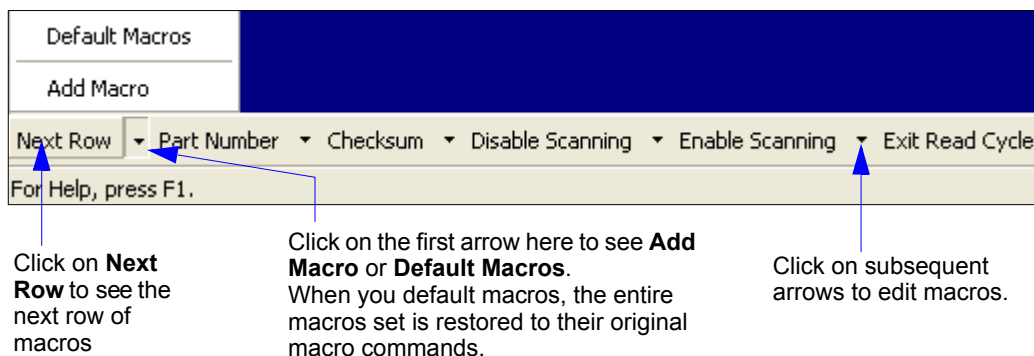 Default Macros
Add Macro
Next Row Part Number Checksum Disable Scanning Enable Scanning Exit Read Cycle
For Help, press F1.
Click on Next
Row to see the
next row of
macros
Click on the first arrow here to see Add
Macro or Default Macros.
When you default macros, the entire
macros set is restored to their original
macro commands.
Click on subsequent
arrows to edit macros.